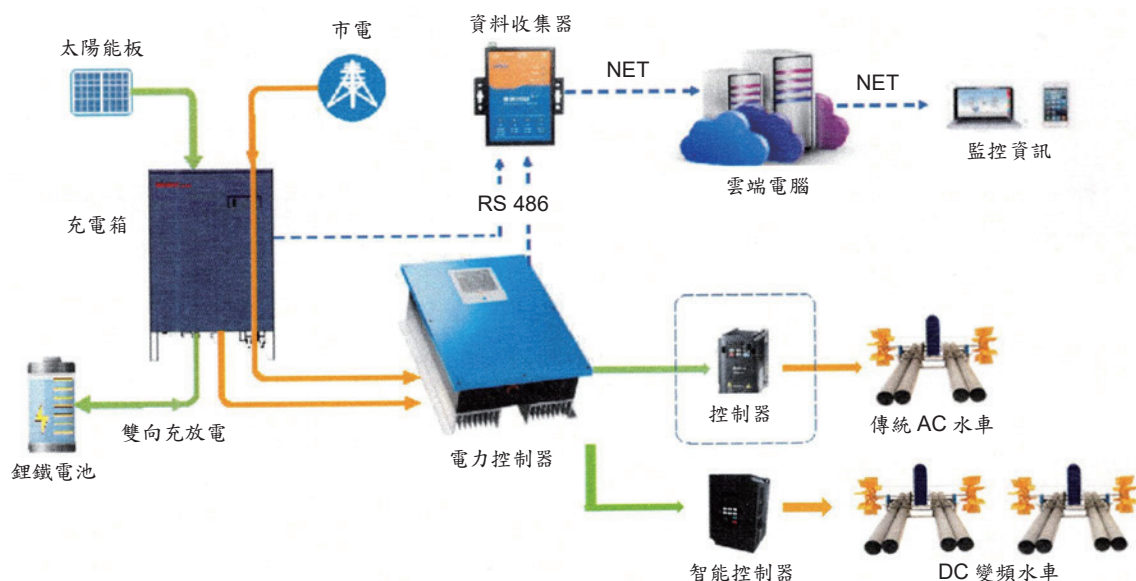 太陽能板
市電
資料收集器
NET
NET
監控資訊
雲端電腦
充電箱
RS 486
控制器
傳統 AC 水車
雙向充放電
鋰鐵電池
電力控制器
智能控制器
DC 變頻水車